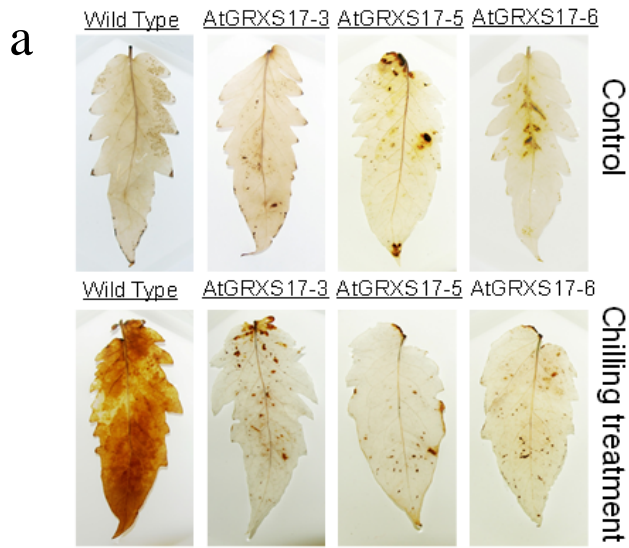 a
Wild Type AtGRXS17-3 AtGRXS17-5 AtGRXS17-6
Control
Wild Type AtGRXS17-3 AtGRXS17-5 AtGRXS17-6
Chilling treatment